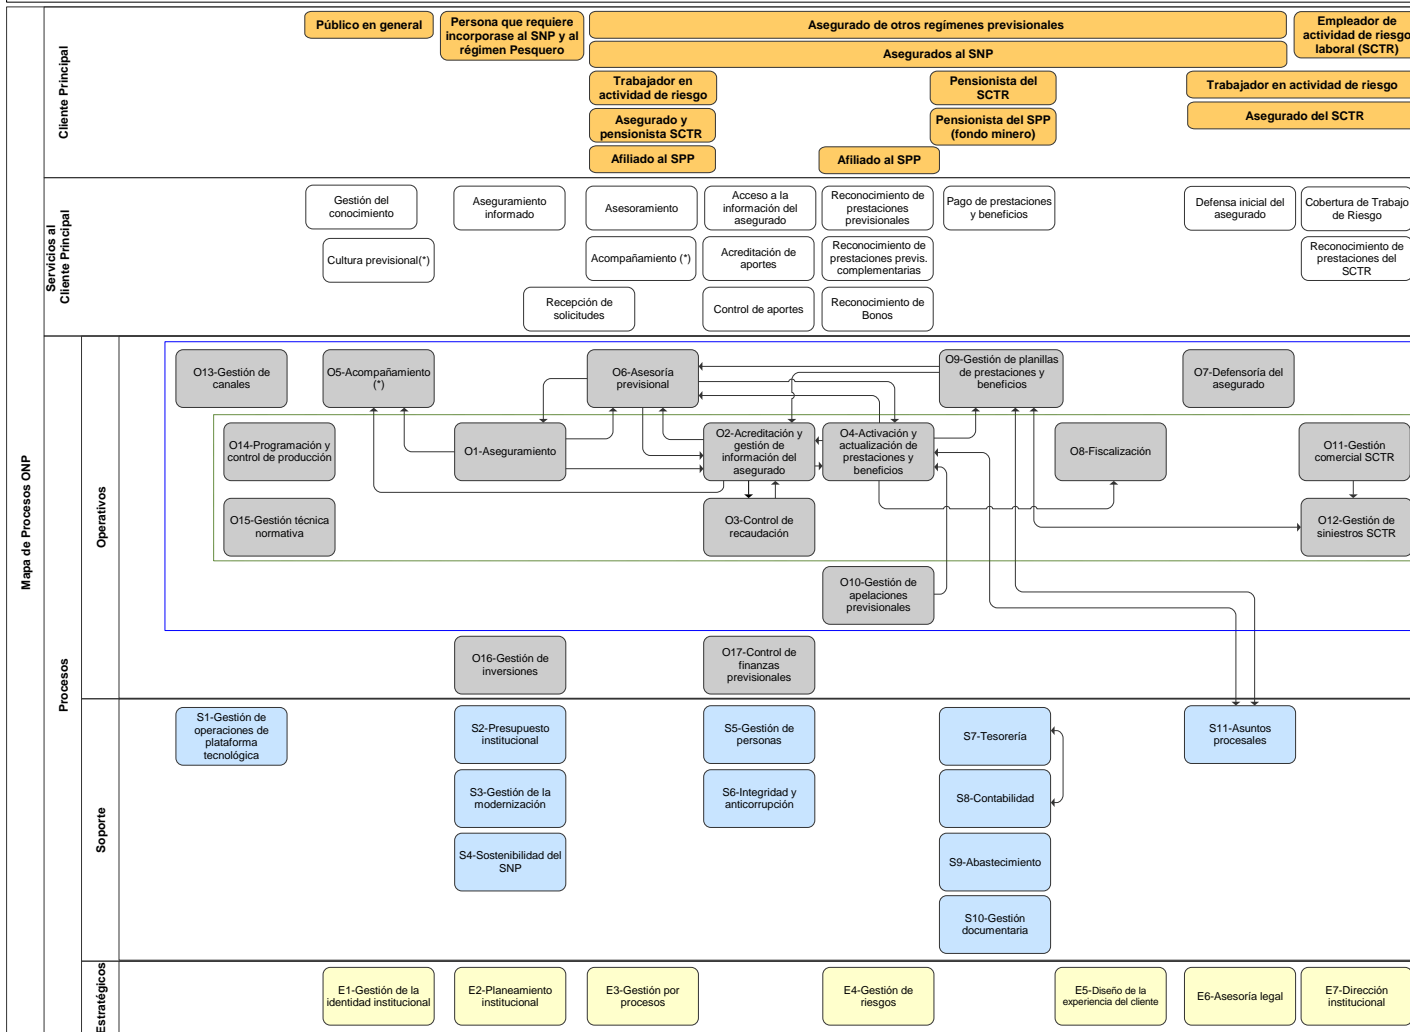 Mapa de Procesos ONP
Cliente Principal
Público en general
Persona que requiere
incorporase al SNP y al
régimen Pesquero
Asegurado de otros regímenes previsionales
Asegurados al SNP
Empleador de
actividad de riesgo
laboral (SCTR)
Trabajador en
actividad de riesgo
Pensionista del
SCTR
Trabajador en actividad de riesgo
Asegurado y
pensionista SCTR
Pensionista del SPP
(fondo minero)
Asegurado del SCTR
Afiliado al SPP
Afiliado al SPP
Servicios al
Cliente Principal
Gestión del
conocimiento
Aseguramiento
informado
Asesoramiento
Acceso a la
información del
asegurado
Reconocimiento de
prestaciones
previsionales
Pago de prestaciones
y beneficios
Defensa inicial del
asegurado
Cobertura de Trabajo
de Riesgo
Cultura previsional(*)
Acompañamiento (*)
Acreditación de
aportes
Reconocimiento de
prestaciones previs.
complementarias
Reconocimiento de
prestaciones del
SCTR
Recepción de
solicitudes
Control de aportes
Reconocimiento de
Bonos
Procesos
Operativos
O13-Gestión de
canales
O5-Acompañamiento
(*)
O6-Asesoría
previsional
O9-Gestión de planillas
de prestaciones y
beneficios
O7-Defensoría del
asegurado
O14-Programación y
control de producción
O1-Aseguramiento
O2-Acreditación y
gestión de
información del
asegurado
O4-Activación y
actualización de
prestaciones y
beneficios
O8-Fiscalización
O11-Gestión
comercial SCTR
O15-Gestión técnica
normativa
O3-Control de
recaudación
O12-Gestión de
siniestros SCTR
O10-Gestión de
apelaciones
previsionales
O16-Gestión de
inversiones
O17-Control de
finanzas
previsionales
Soporte
S1-Gestión de
operaciones de
plataforma
tecnológica
S2-Presupuesto
institucional
S5-Gestión de
personas
S7-Tesorería
S11-Asuntos
procesales
S3-Gestión de la
modernización
S6-Integridad y
anticorrupción
S8-Contabilidad
S4-Sostenibilidad del
SNP
S9-Abastecimiento
S10-Gestión
documentaria
Estratégicos
E1-Gestión de la
identidad institucional
E2-Planeamiento
institucional
E3-Gestión por
procesos
E4-Gestión de
riesgos
E5-Diseño de la
experiencia del cliente
E6-Asesoría legal
E7-Dirección
institucional